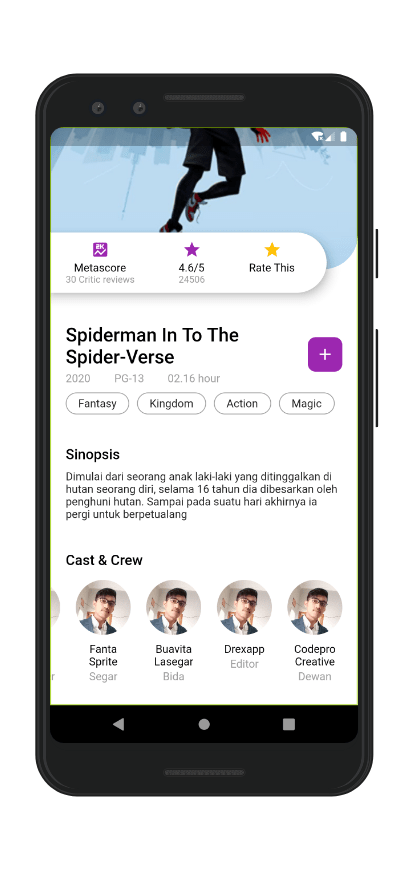 Metascore
30 Critic reviews
4.6/5
24506
Rate This
Spiderman In To The
Spider-Verse
2020 PG-13 02.16 hour
Fantasy Kingdom Action Magic
Sinopsis
Dimulai dari seorang anak laki-laki yang ditinggalkan di
hutan seorang diri, selama 16 tahun dia dibesarkan oleh
penghuni hutan. Sampai pada suatu hari akhirnya ia
pergi untuk berpetualang
Cast & Crew
Fanta
Sprite
Segar
Buavita
Lasegar
Bida
Drexapp
Editor
Codepro
Creative
Dewan